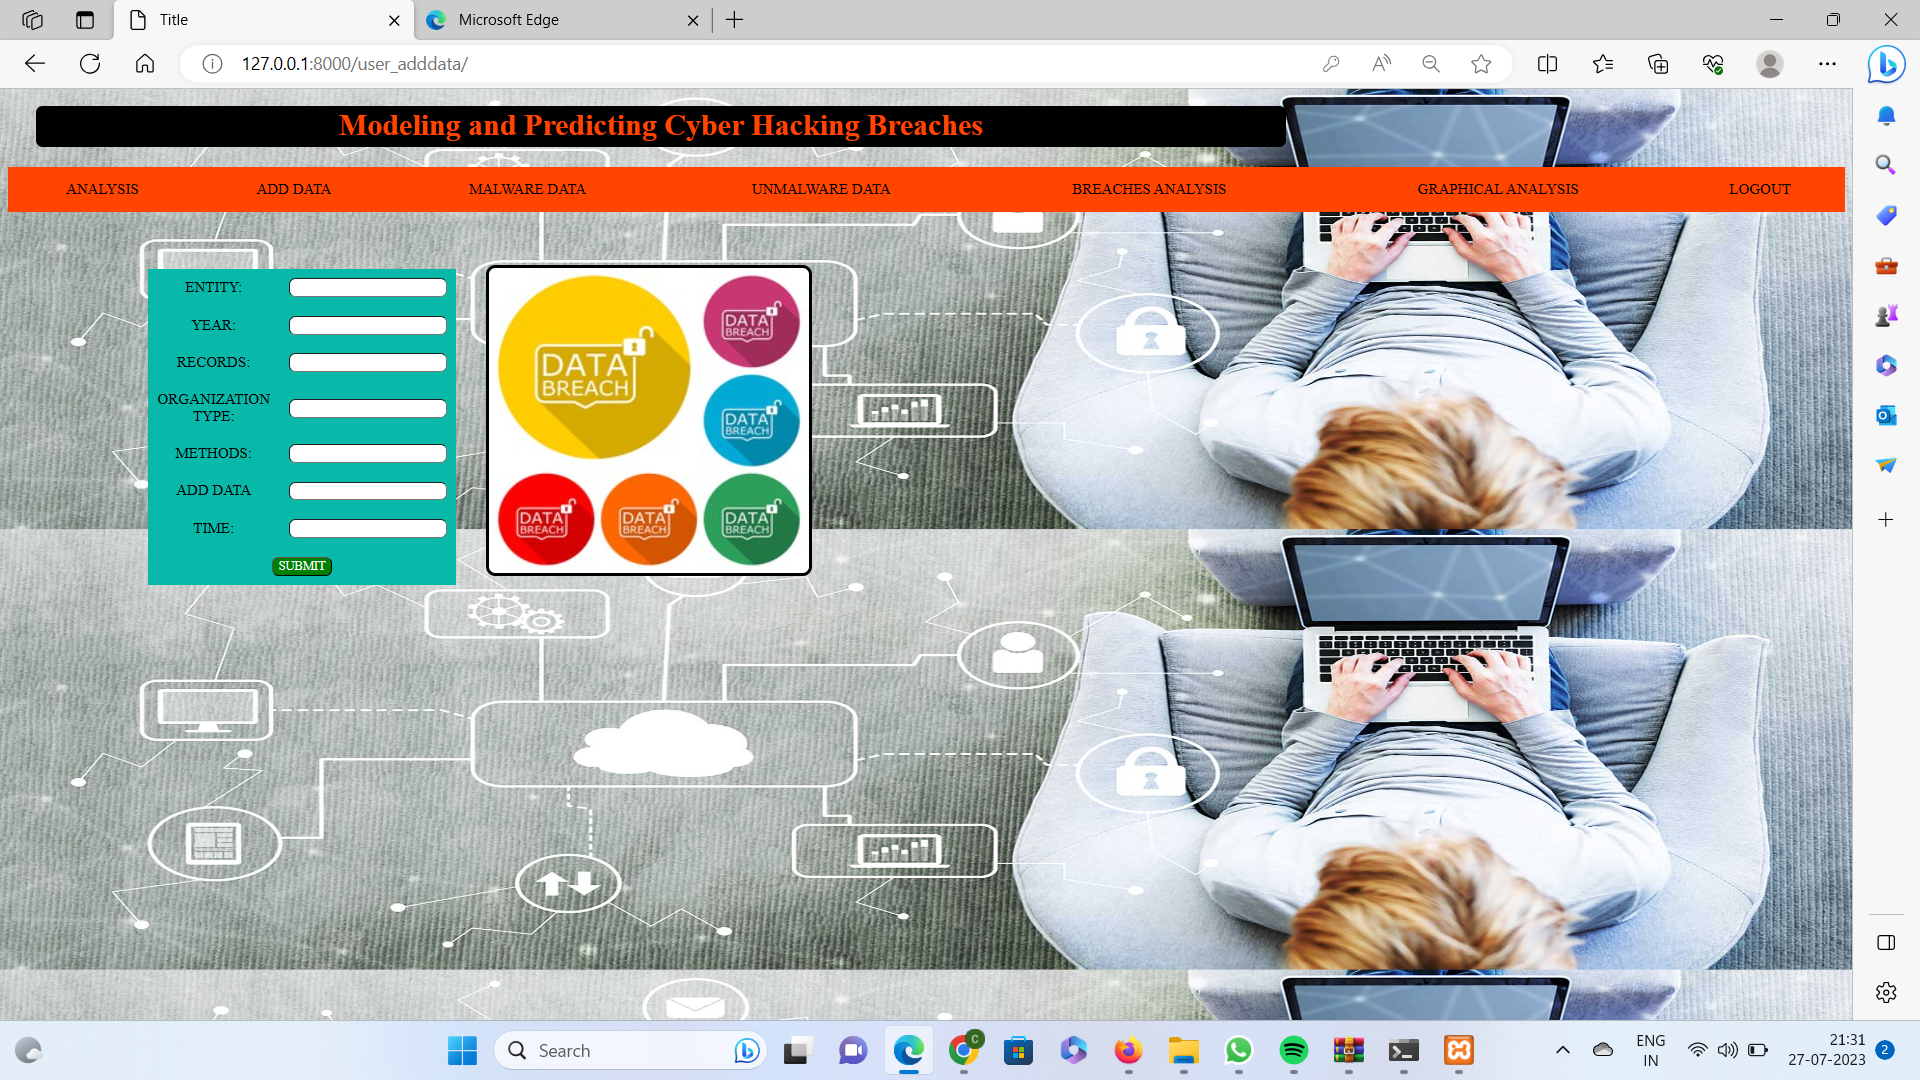 Title
Microsoft Edge
127.0.0.1:8000/user_adddata/
Modeling and Predicting Cyber Hacking Breaches
ANALYSIS ADD DATA MALWARE DATA UNMALWARE DATA BREACHES ANALYSIS GRAPHICAL ANALYSIS LOGOUT
ENTITY:
YEAR:
RECORDS:
ORGANIZATION
TYPE:
METHODS:
ADD DATA
TIME:
SUBMIT
DATA
BREACH
DATA
BREACH
DATA
BREACH
DATA
BREACH
DATA
BREACH
DATA
BREACH
Search
C
ENG
IN
21:31
27-07-2023
2